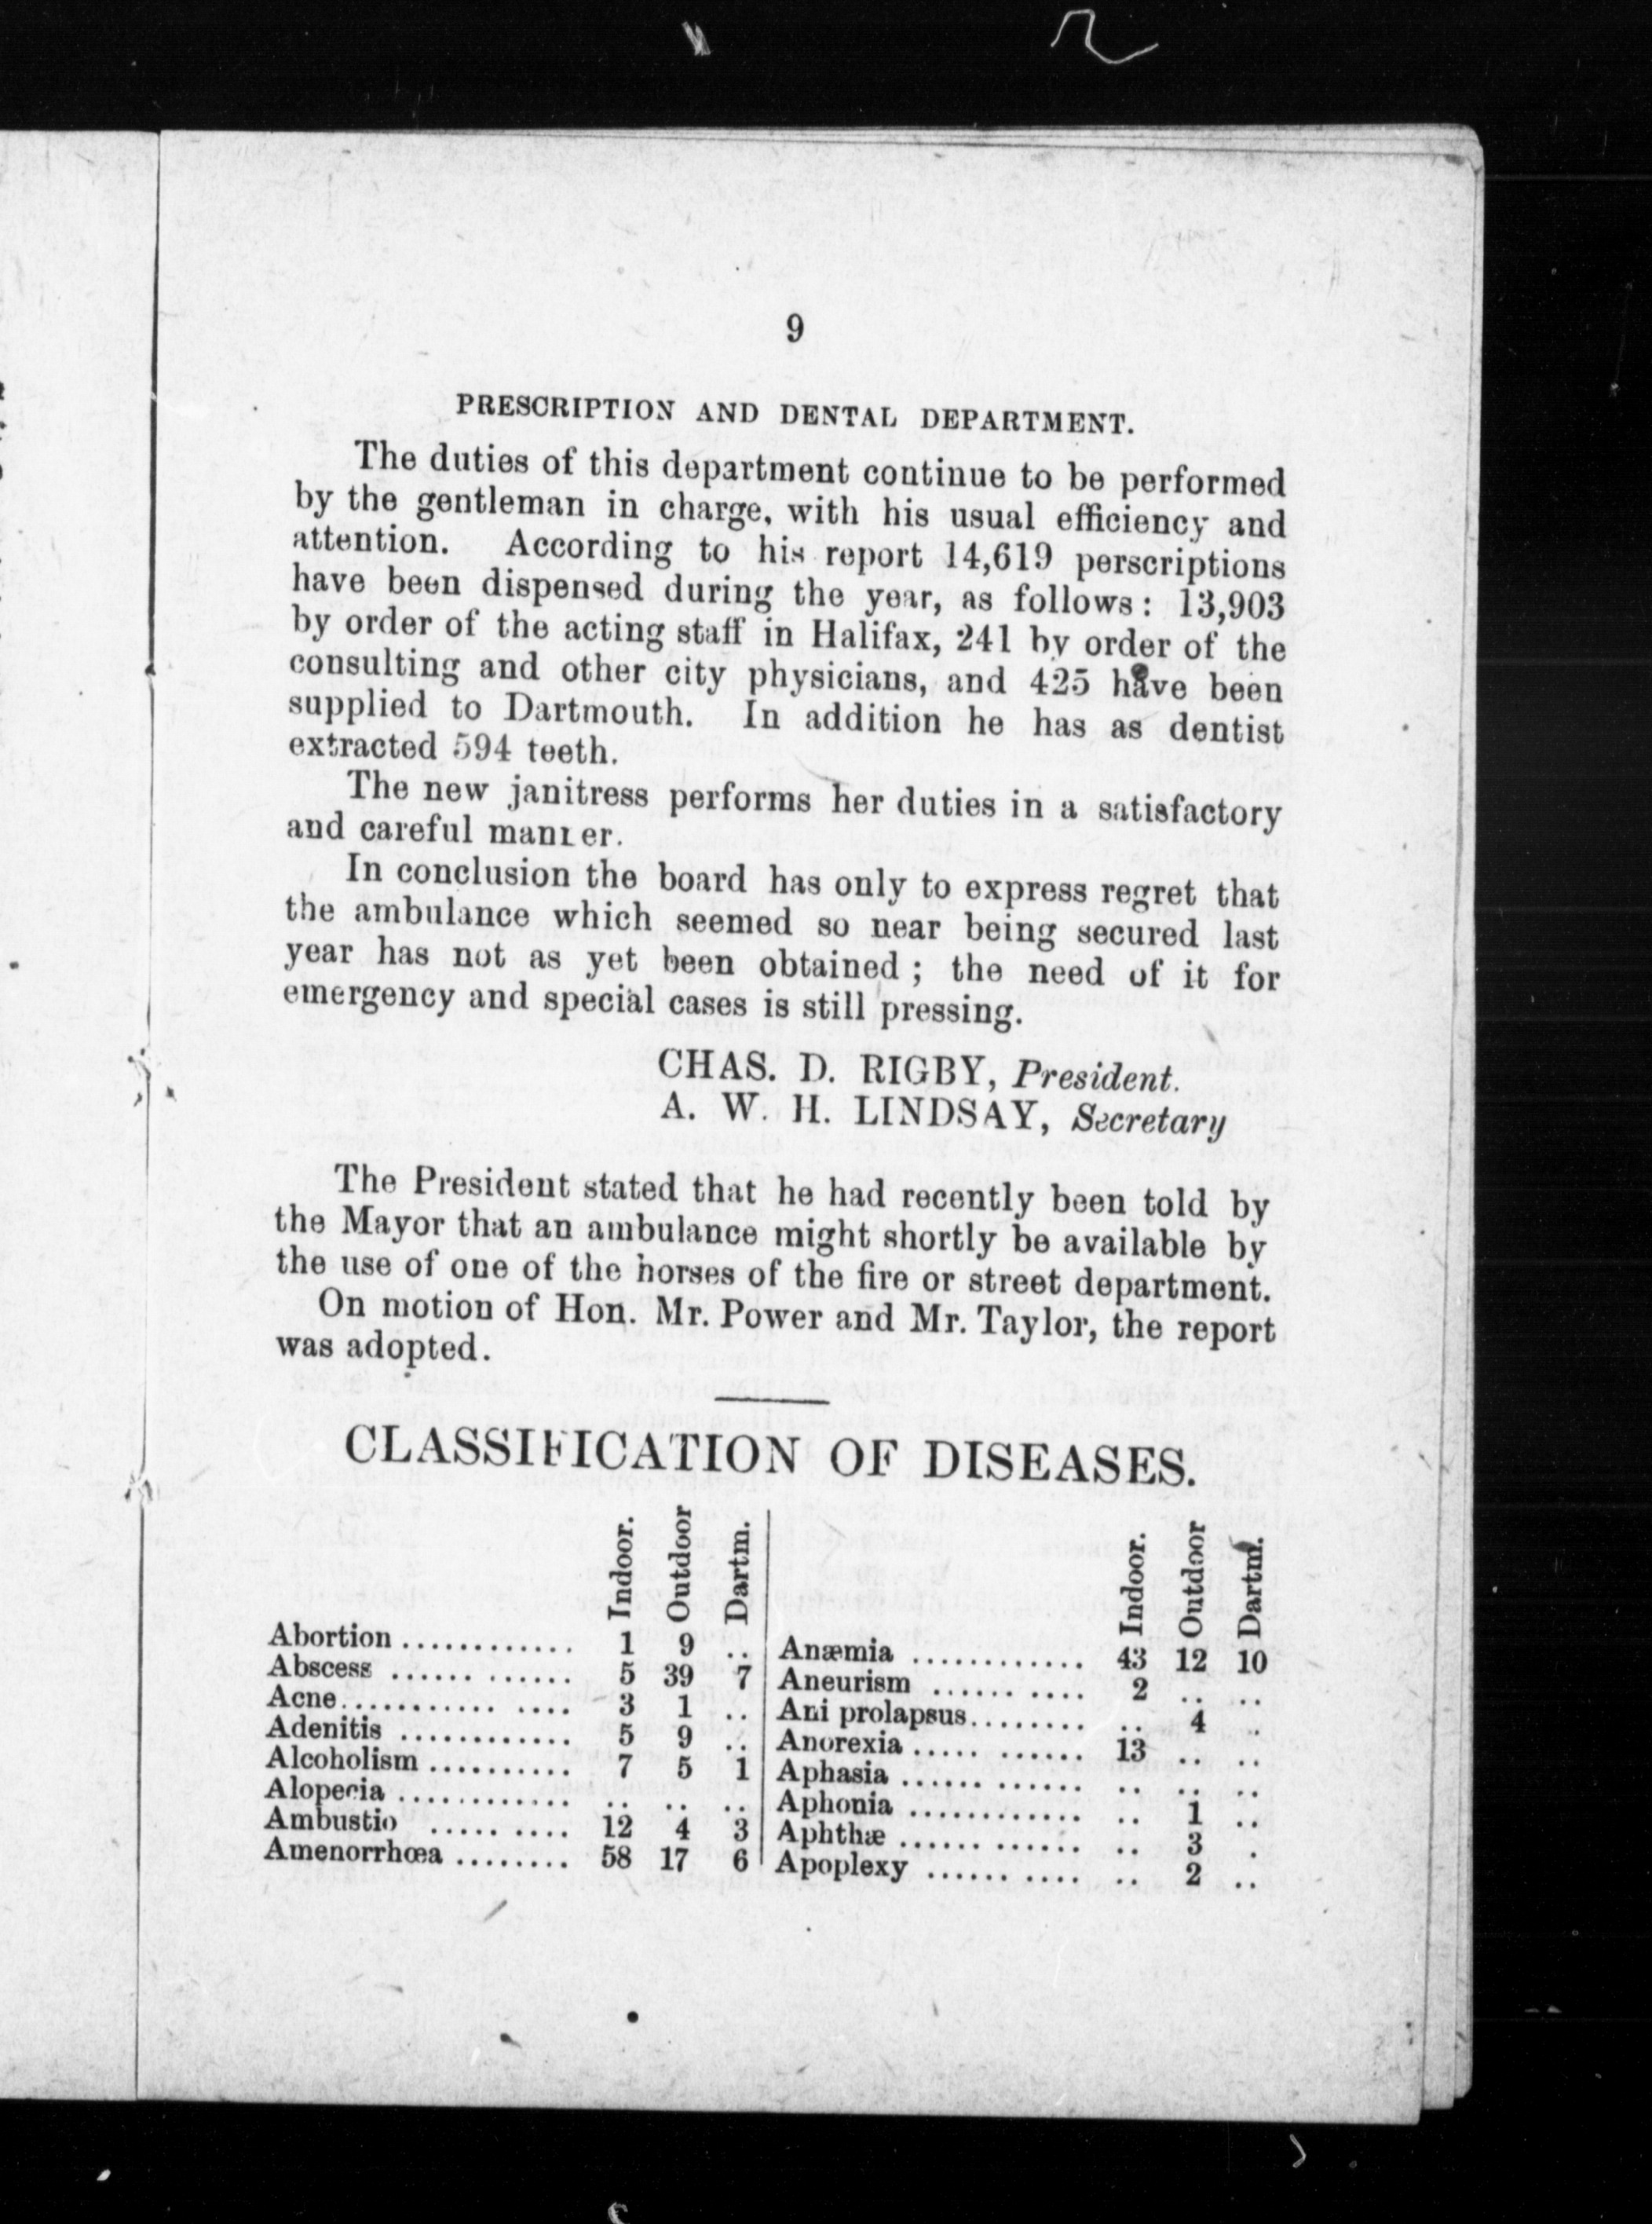 9
PRESCRIPTION AND DENTAL DEPARTMENT.
The duties of this department continue to be performed
by the gentleman in charge, with his usual efficiency and
attention. According to his report 14,619 perscriptions
have been dispensed during the year, as follows: 13,903
by order of the acting staff in Halifax, 241 by order of the
consulting and other city physicians, and 425 have been
supplied to Dartmouth. In addition he has as dentist
extracted 594 teeth.
The new janitress performs her duties in a satisfactory
and careful manner.
In conclusion the board has only to express regret that
the ambulance which seemed so near being secured last
year has not as yet been obtained; the need of it for
emergency and special cases is still pressing.
CHAS. D. RIGBY, President.
A. W. H. LINDSAY, Secretary
The President stated that he had recently been told by
the Mayor that an ambulance might shortly be available by
the use of one of the horses of the fire or street department.
On motion of Hon. Mr. Power and Mr. Taylor, the report
was adopted.
CLASSIFICATION OF DISEASES.
Indoor. Outdoor Dartm.
Abortion ............ 1 9 ..
Abscess ...... ...... 5 39 7
Acne........... .... 3 1 ..
Adenitis ............ 5 9 ..
Alcoholism .......... 7 5 1
Alopecia ............ .. .. ..
Ambustio ..... .... 12 4 3
Amenorrhœa ........ 58 17 6
Indoor. Outdoor Dartm.
Anæmia ............ 43 12 10
Aneurism ...... .... 2 .. ..
Ani prolapsus........ .. 4 .
Anorexia ..... ...... 13 .. ..
Aphasia ...... ...... .. .. ..
Aphonia ............ .. 1 ..
Aphthæ ...... ...... .. 3 .
Apoplexy ...... .... .. 2 ..